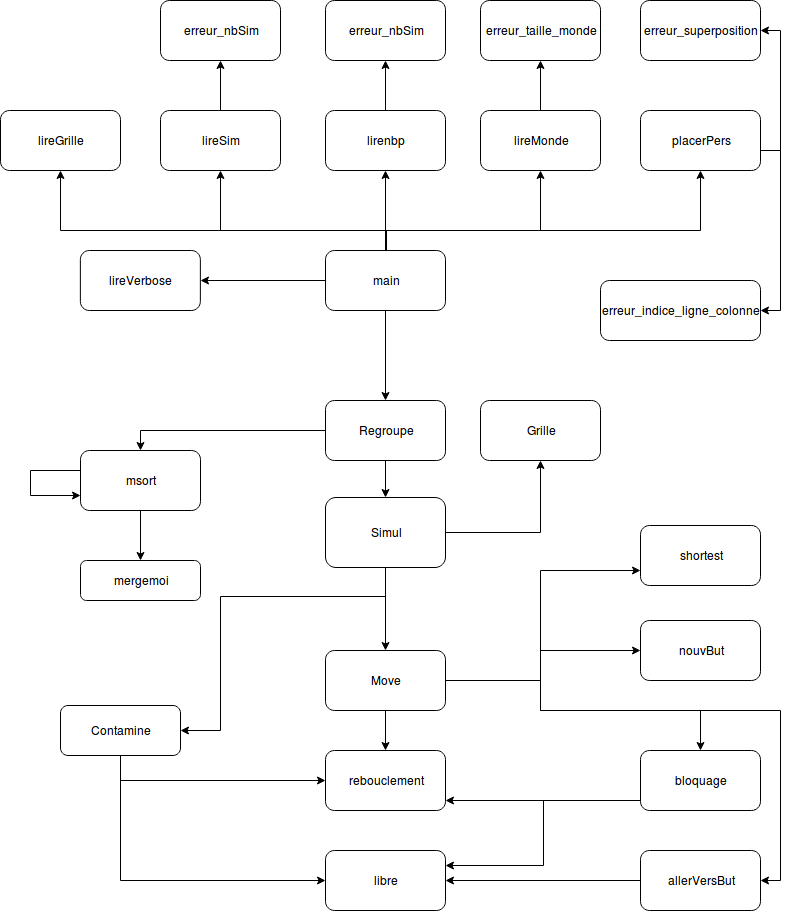 erreur_nbSim
erreur_nbSim
erreur_taille_monde
erreur_superposition
lireGrille
lireSim
lirenbp
lireMonde
placerPers
lireVerbose
main
erreur_indice_ligne_colonne
Regroupe
Grille
msort
Simul
shortest
mergemoi
nouvBut
Move
Contamine
rebouclement
bloquage
libre
allerVersBut